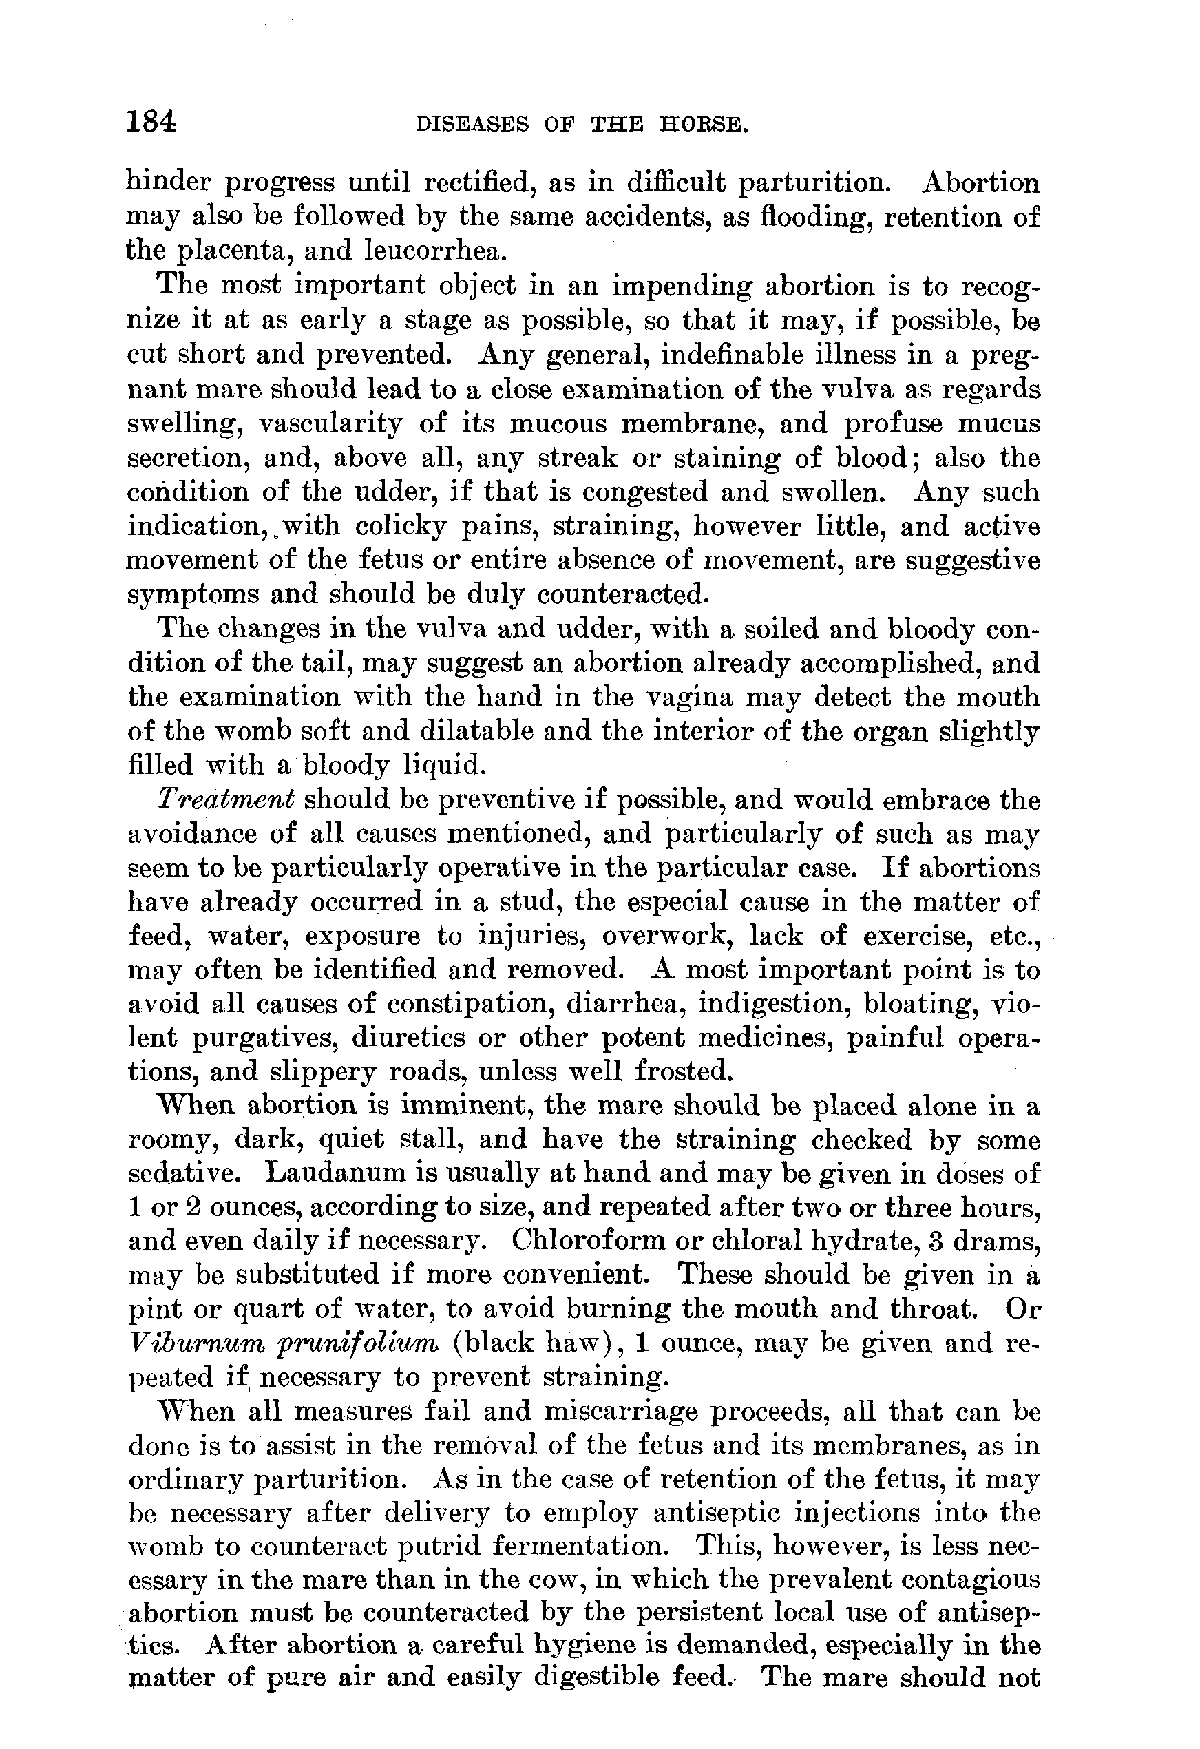 184 DISEASES OF THE HORSE.
hinder progress until rectified, as in difficult parturition. Abortion
may also be followed by the same accidents, as flooding, retention of
the placenta, and leucorrhea.
The most important object in an impending abortion is to recog-
nize it at as early a stage as possible, so that it may, if possible, be
cut short and prevented. Any general, indefinable illness in a preg-
nant mare should lead to a close examination of the vulva as regards
swelling, vascularity of its mucous membrane, and profuse mucus
secretion, and, above all, any streak or staining of blood; also the
condition of the udder, if that is congested and swollen. Any such
indication, with colicky pains, straining, however little, and active
movement of the fetus or entire absence of movement, are suggestive
symptoms and should be duly counteracted.
The changes in the vulva and udder, with a soiled and bloody con-
dition of the tail, may suggest an abortion already accomplished, and
the examination with the hand in the vagina may detect the mouth
of the womb soft and dilatable and the interior of the organ slightly
filled with a bloody liquid.
Treatment should be preventive if possible, and would embrace the
avoidance of all causes mentioned, and particularly of such as may
seem to be particularly operative in the particular case. If abortions
have already occurred in a stud, the especial cause in the matter of
feed, water, exposure to injuries, overwork, lack of exercise, etc.,
may often be identified and removed. A most important point is to
avoid all causes of constipation, diarrhea, indigestion, bloating, vio-
lent purgatives, diuretics or other potent medicines, painful opera-
tions, and slippery roads, unless well frosted.
When abortion is imminent, the mare should be placed alone in a
roomy, dark, quiet stall, and have the straining checked by some
sedative. Laudanum is usually at hand and may be given in doses of
1 or 2 ounces, according to size, and repeated after two or three hours,
and even daily if necessary. Chloroform or chloral hydrate, 3 drams,
may be substituted if more convenient. These should be given in a
pint or quart of water, to avoid burning the mouth and throat. Or
Viburnum prunifolium (black haw), 1 ounce, may be given and re-
peated if necessary to prevent straining.
When all measures fail and miscarriage proceeds, all that can be
done is to assist in the removal of the fetus and its membranes, as in
ordinary parturition. As in the case of retention of the fetus, it may
be necessary after delivery to employ antiseptic injections into the
womb to counteract putrid fermentation. This, however, is less nec-
essary in the mare than in the cow, in which the prevalent contagious
abortion must be counteracted by the persistent local use of antisep-
tics. After abortion a careful hygiene is demanded, especially in the
matter of pure air and easily digestible feed. The mare should not